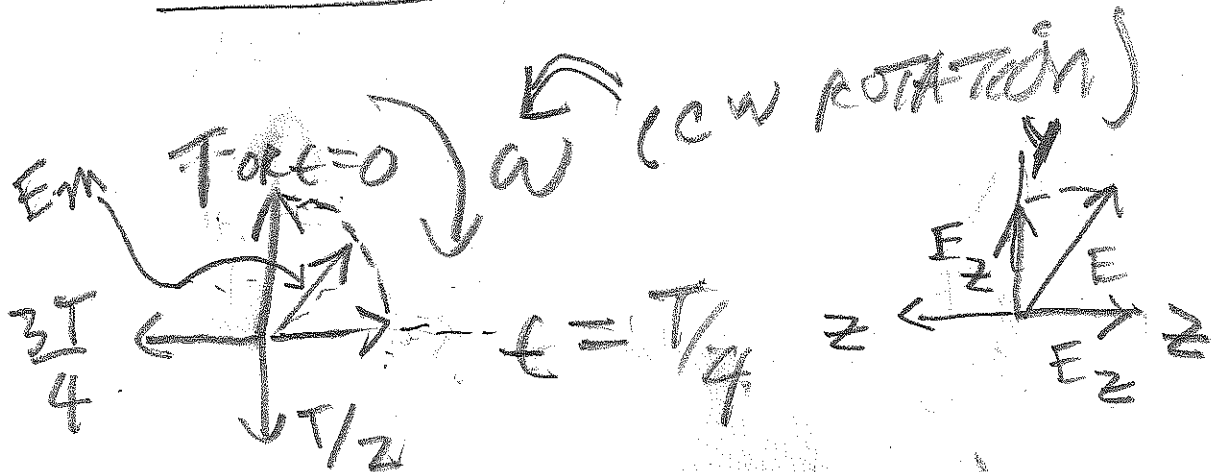 ω (CW ROTATION)
Em T or t=0
3T/4
t = T/4
T/2
Y
Ez E
z Ez z